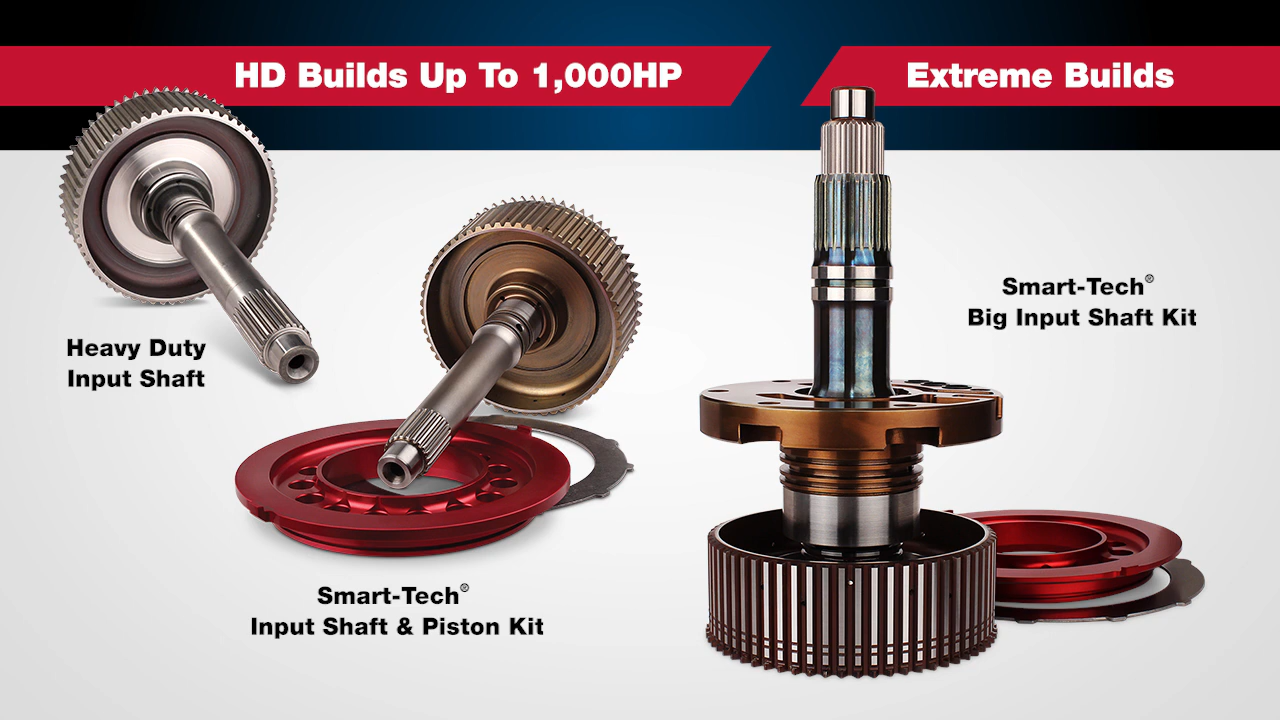 HD Builds Up To 1,000HP
Extreme Builds
Heavy Duty
Input Shaft
Smart-Tech®
Input Shaft & Piston Kit
Smart-Tech®
Big Input Shaft Kit